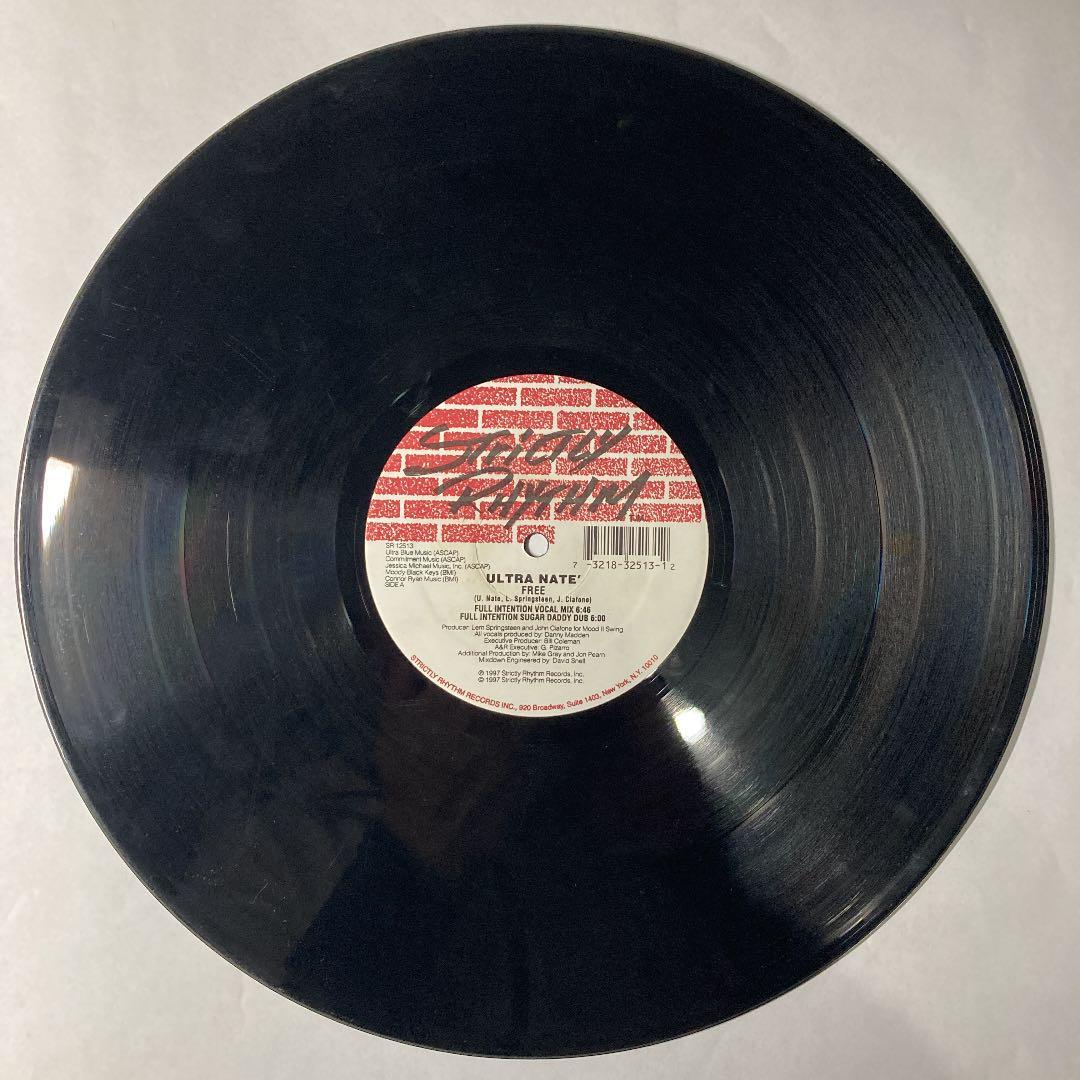 STRICTLY
RHYTHM
SR 12513
Ultra Blue Music (ASCAP)
Commitment Music (ASCAP)
Jessica Michael Music, Inc. (ASCAP)
Moody Black Keys (BMI)
Connor Ryan Music (BMI)
SIDE A
7 -3218-32513-1 2
ULTRA NATE'
FREE
(U. Nate, L. Springsteen, J. Ciafone)
FULL INTENTION VOCAL MIX 6:46
FULL INTENTION SUGAR DADDY DUB 6:00
Producer: Lem Springsteen and John Ciafone for Mood II Swing
All vocals produced by: Danny Madden
Executive Producer: Bill Coleman
A&R Executive: G. Pizarro
Additional Production by: Mike Gray and Jon Pearn
Mixdown Engineered by: David Snell
℗ 1997 Strictly Rhythm Records, Inc.
© 1997 Strictly Rhythm Records, Inc.
STRICTLY RHYTHM RECORDS INC., 920 Broadway, Suite 1403, New York, N.Y. 10010